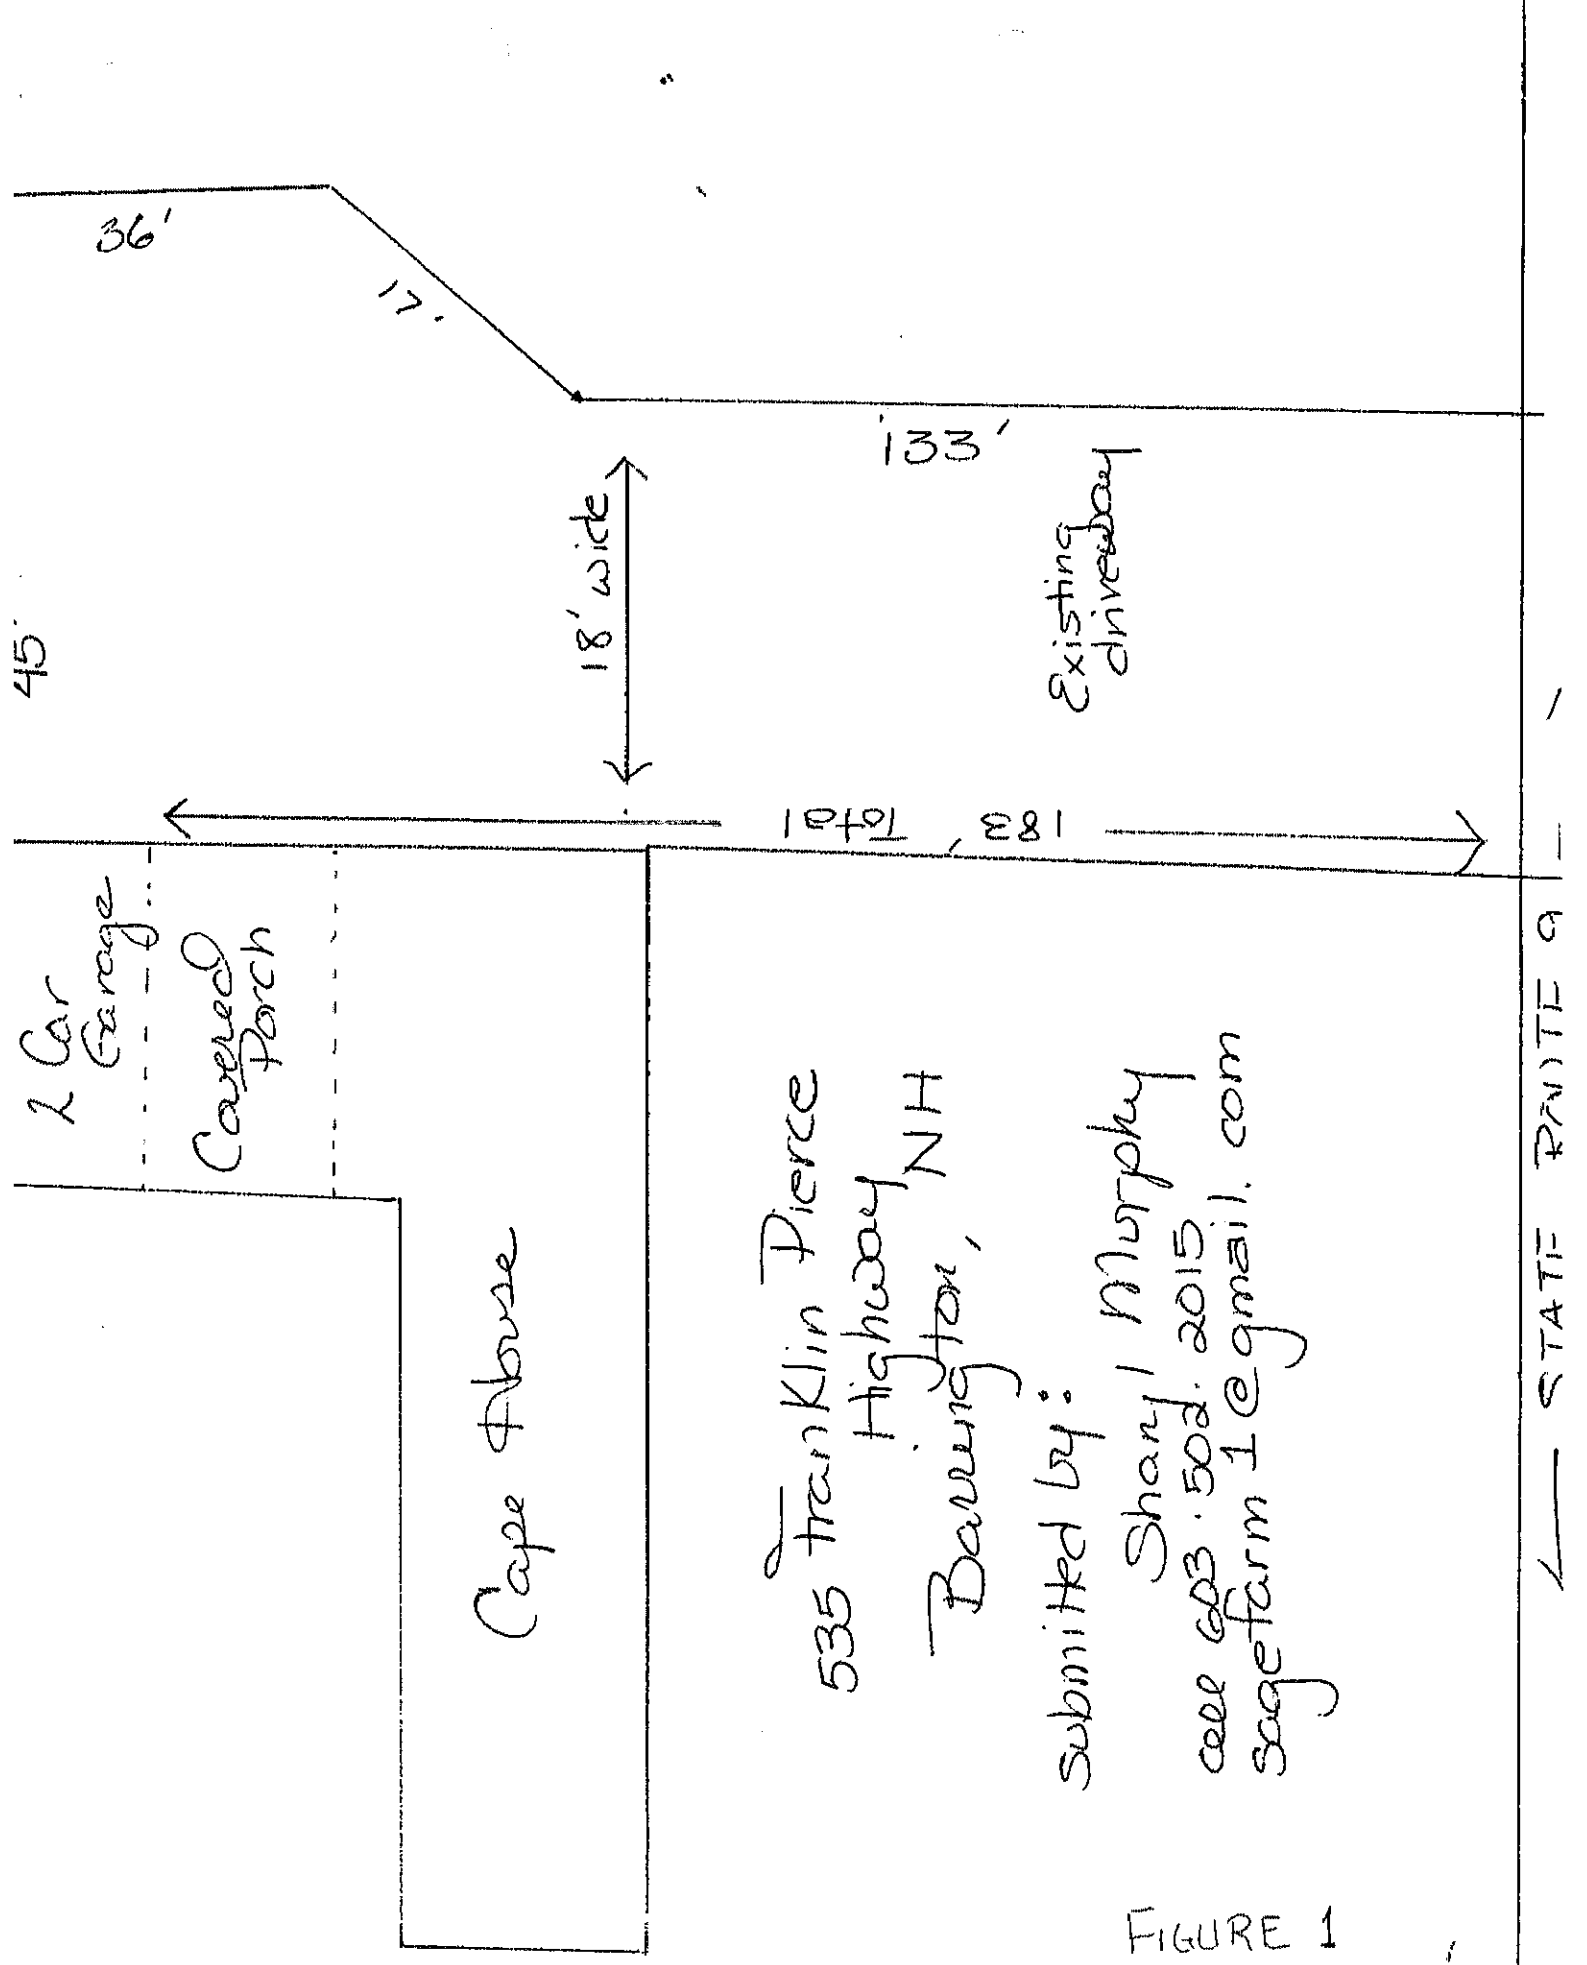 36'
17'
45'
18' wide
133'
Existing
driveway
183' Total
2 Car
Garage
Covered
Porch
Cape House
535 Franklin Pierce
Highway
Barrington, NH
Submitted by:
Sharyl Murphy
cell 603.502.2015
sagefarm1@gmail.com
STATE ROUTE 9
FIGURE 1